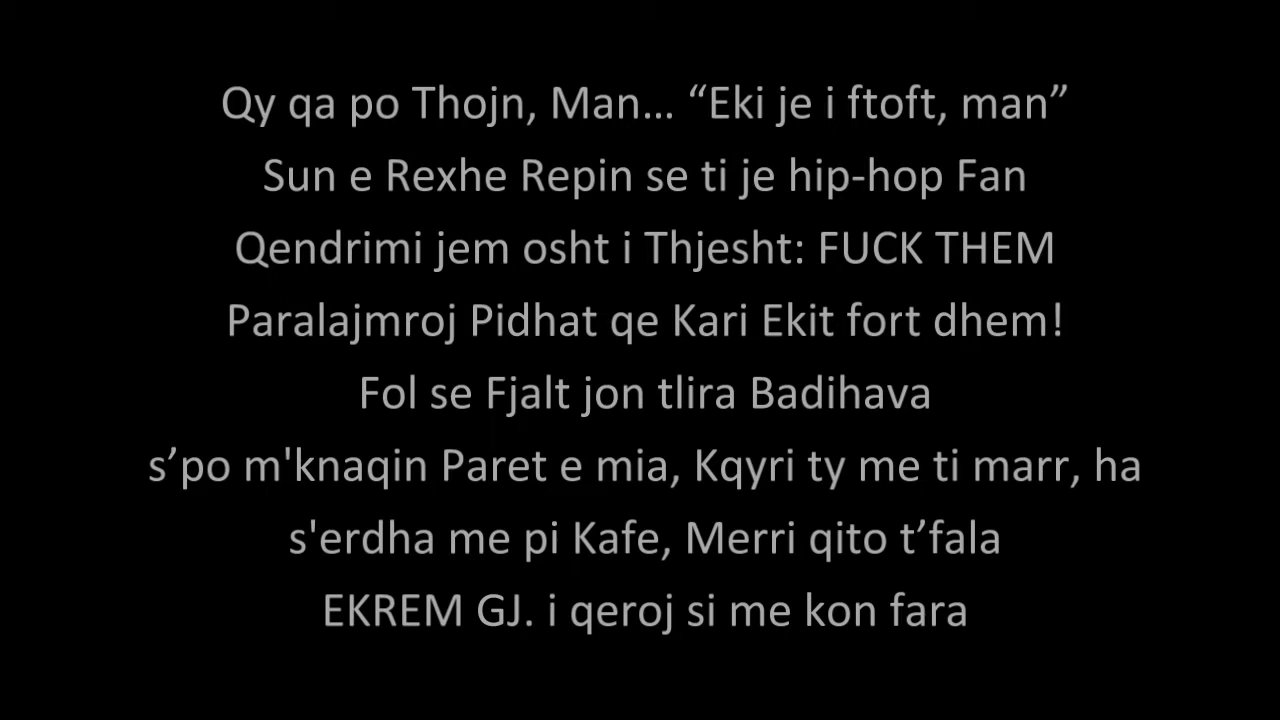 Qy qa po Thojn, Man... “Eki je i ftoft, man”
Sun e Rexhe Repin se ti je hip-hop Fan
Qendrimi jem osht i Thjesht: FUCK THEM
Paralajmroj Pidhat qe Kari Ekit fort dhem!
Fol se Fjalt jon tlira Badihava
s’po m'knaqin Paret e mia, Kqyri ty me ti marr, ha
s'erdha me pi Kafe, Merri qito t’fala
EKREM GJ. i qeroj si me kon fara